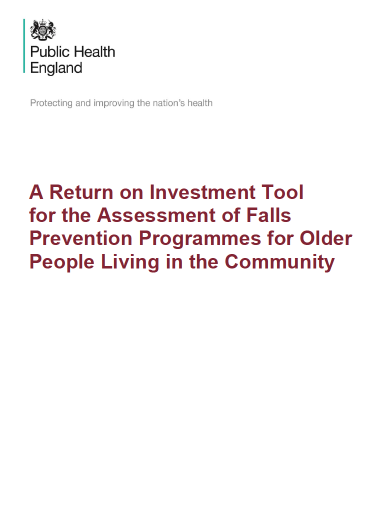 Public Health
England
Protecting and improving the nation's health
A Return on Investment Tool
for the Assessment of Falls
Prevention Programmes for Older
People Living in the Community